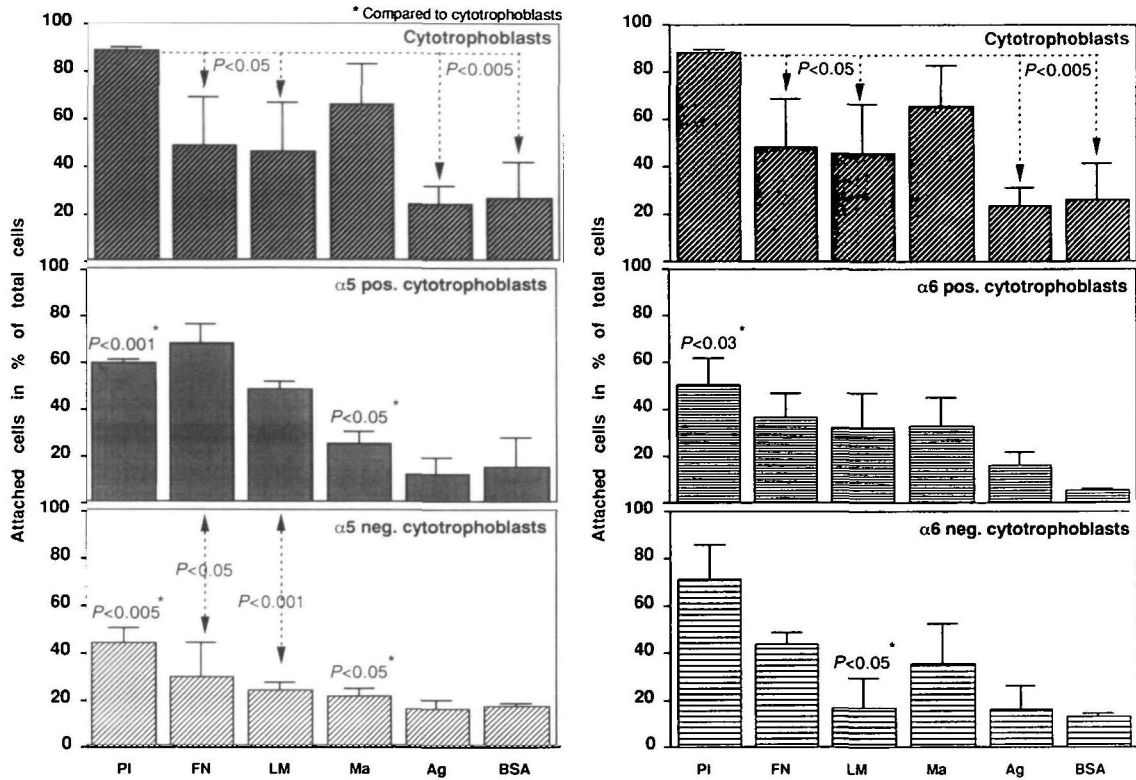 * Compared to cytotrophoblasts
Attached cells in % of total cells
100
80
60
40
20
Cytotrophoblasts
P<0.05
P<0.005
100
80
60
40
20
α5 pos. cytotrophoblasts
P<0.001 *
P<0.05 *
100
80
60
40
20
0
α5 neg. cytotrophoblasts
P<0.05
P<0.001
P<0.005 *
P<0.05 *
PI FN LM Ma Ag BSA
Attached cells in % of total cells
100
80
60
40
20
Cytotrophoblasts
P<0.05
P<0.005
100
80
60
40
20
α6 pos. cytotrophoblasts
P<0.03 *
100
80
60
40
20
0
α6 neg. cytotrophoblasts
P<0.05 *
PI FN LM Ma Ag BSA